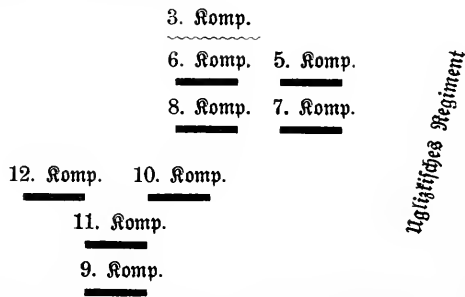 3. Komp.
6. Komp. 5. Komp.
8. Komp. 7. Komp.
Uglizkisches Regiment
12. Komp. 10. Komp.
11. Komp.
9. Komp.